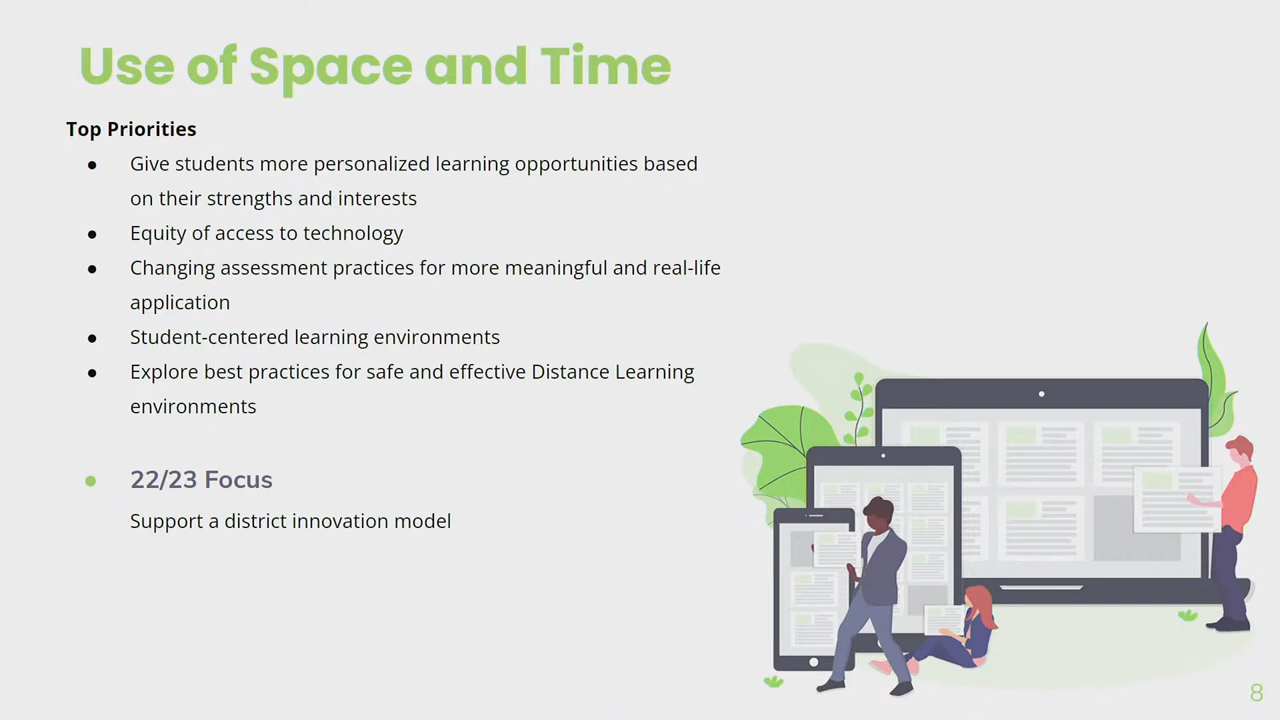 Use of Space and Time
Top Priorities
● Give students more personalized learning opportunities based
on their strengths and interests
● Equity of access to technology
● Changing assessment practices for more meaningful and real-life
application
● Student-centered learning environments
● Explore best practices for safe and effective Distance Learning
environments
● 22/23 Focus
Support a district innovation model
8